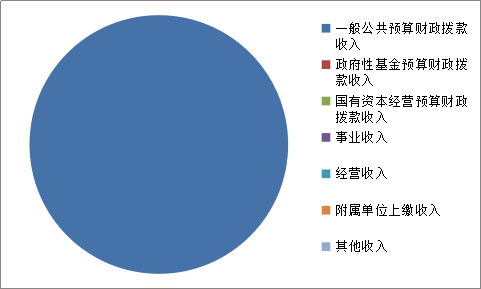 一般公共预算财政拨款
收入
政府性基金预算财政拨
款收入
国有资本经营预算财政
拨款收入
事业收入
经营收入
附属单位上缴收入
其他收入